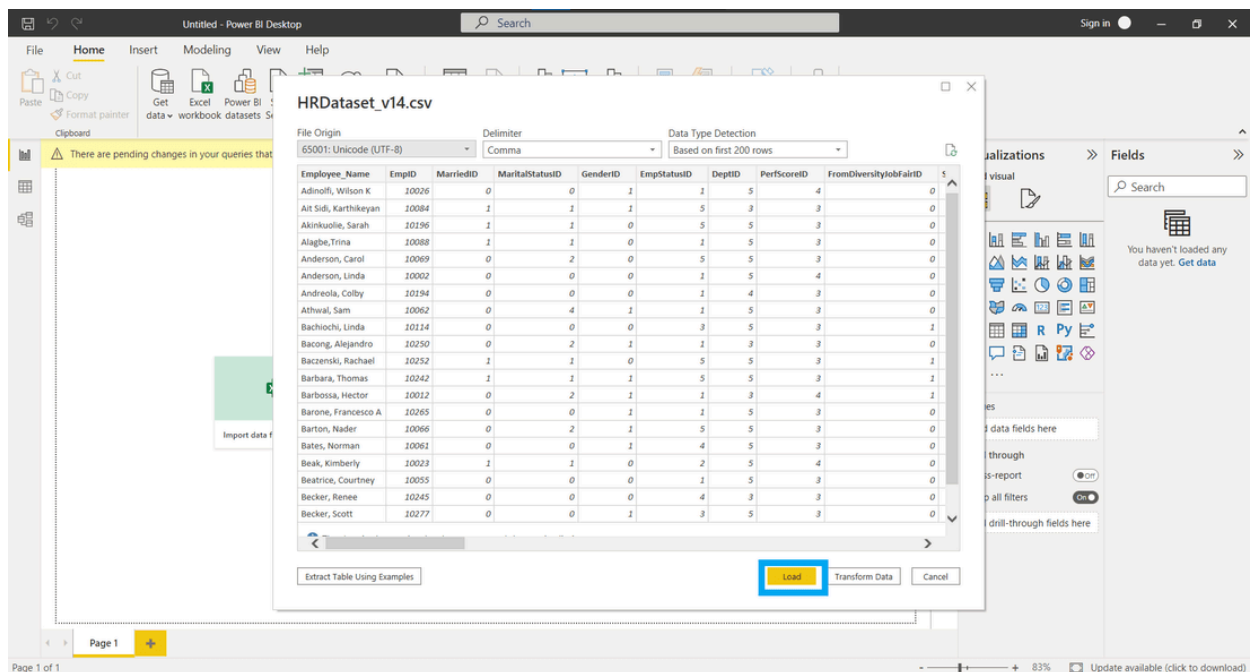 Untitled - Power BI Desktop
Search
Sign in
File Home Insert Modeling View Help
Paste
Cut
Copy
Format painter
Clipboard
Get data
Excel workbook
Power BI datasets
There are pending changes in your queries that
HRDataset_v14.csv
File Origin Delimiter Data Type Detection
65001: Unicode (UTF-8) Comma Based on first 200 rows
Employee_Name EmpID MarriedID MaritalStatusID GenderID EmpStatusID DeptID PerfScoreID FromDiversityJobFairID
Adinolfi, Wilson K 10026 0 0 1 1 5 4 0
Ait Sidi, Karthikeyan 10084 1 1 1 5 3 3 0
Akinkuolie, Sarah 10196 1 1 0 5 5 3 0
Alagbe,Trina 10088 1 1 0 1 5 3 0
Anderson, Carol 10069 0 2 0 5 5 3 0
Anderson, Linda 10002 0 0 0 1 5 4 0
Andreola, Colby 10194 0 0 0 1 4 3 0
Athwal, Sam 10062 0 4 1 1 5 3 0
Bachiochi, Linda 10114 0 0 0 3 5 3 1
Bacong, Alejandro 10250 0 2 1 1 3 3 0
Baczenski, Rachael 10252 1 1 0 5 5 3 1
Barbara, Thomas 10242 1 1 1 5 5 3 1
Barbossa, Hector 10012 0 2 1 1 3 4 1
Barone, Francesco A 10265 0 0 1 1 5 3 0
Barton, Nader 10066 0 2 1 5 5 3 0
Bates, Norman 10061 0 0 1 4 5 3 0
Beak, Kimberly 10023 1 1 0 2 5 4 0
Beatrice, Courtney 10055 0 0 0 1 5 3 0
Becker, Renee 10245 0 0 0 4 3 3 0
Becker, Scott 10277 0 0 1 3 5 3 0
Extract Table Using Examples Load Transform Data Cancel
Import data f
ualizations
d visual
R Py
...
es
d data fields here
through
ss-report Off
p all filters On
d drill-through fields here
Fields
Search
You haven't loaded any
data yet. Get data
Page 1
Page 1 of 1
83%
Update available (click to download)